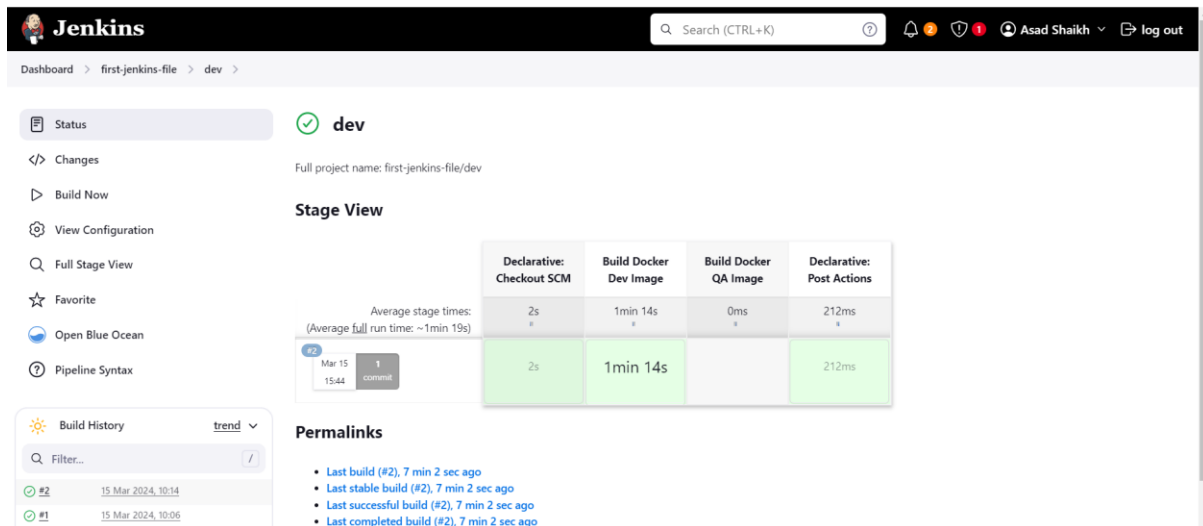 Jenkins
Search (CTRL+K)
?
2
1
Asad Shaikh
log out
Dashboard > first-jenkins-file > dev >
Status
Changes
Build Now
View Configuration
Full Stage View
Favorite
Open Blue Ocean
Pipeline Syntax
Build History
trend
Filter...
/
#2 15 Mar 2024, 10:14
#1 15 Mar 2024, 10:06
dev
Full project name: first-jenkins-file/dev
Stage View
Declarative: Checkout SCM
Build Docker Dev Image
Build Docker QA Image
Declarative: Post Actions
Average stage times:
(Average full run time: ~1min 19s)
2s
1min 14s
0ms
212ms
#2
Mar 15
15:44
1
commit
2s
1min 14s
212ms
Permalinks
Last build (#2), 7 min 2 sec ago
Last stable build (#2), 7 min 2 sec ago
Last successful build (#2), 7 min 2 sec ago
Last completed build (#2), 7 min 2 sec ago